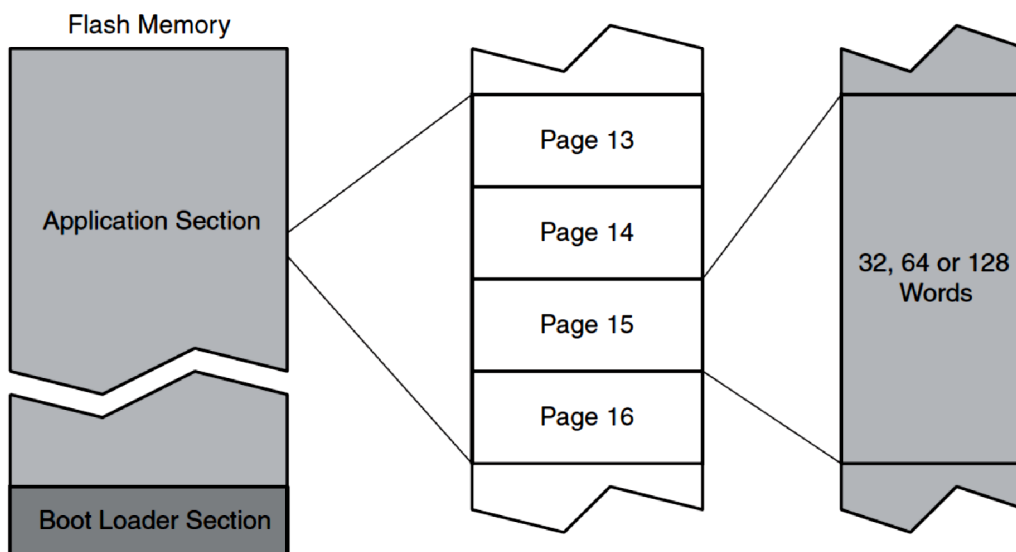 Flash Memory
Application Section
Boot Loader Section
Page 13
Page 14
Page 15
Page 16
32, 64 or 128
Words